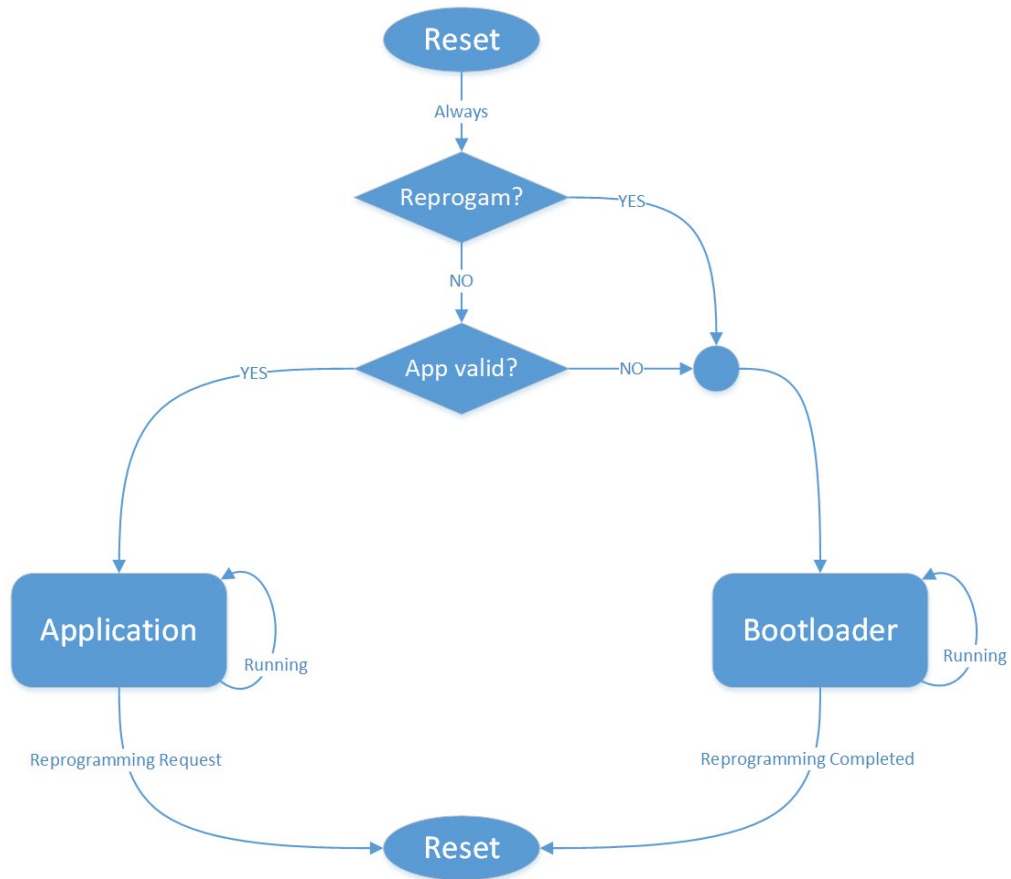 Reset
Always
Reprogam?
YES
NO
App valid?
YES
NO
Application
Running
Bootloader
Running
Reprogramming Request
Reprogramming Completed
Reset